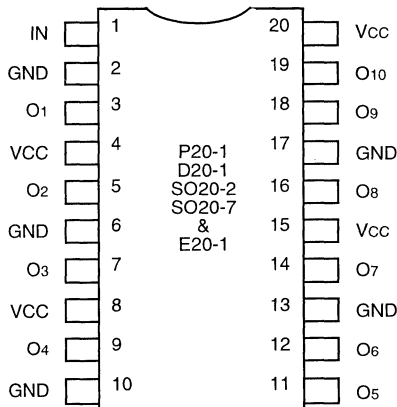 IN 1 20 VCC
GND 2 19 O10
O1 3 18 O9
VCC 4 17 GND
P20-1
D20-1
SO20-2
SO20-7
&
E20-1
O2 5 16 O8
GND 6 15 VCC
O3 7 14 O7
VCC 8 13 GND
O4 9 12 O6
GND 10 11 O5